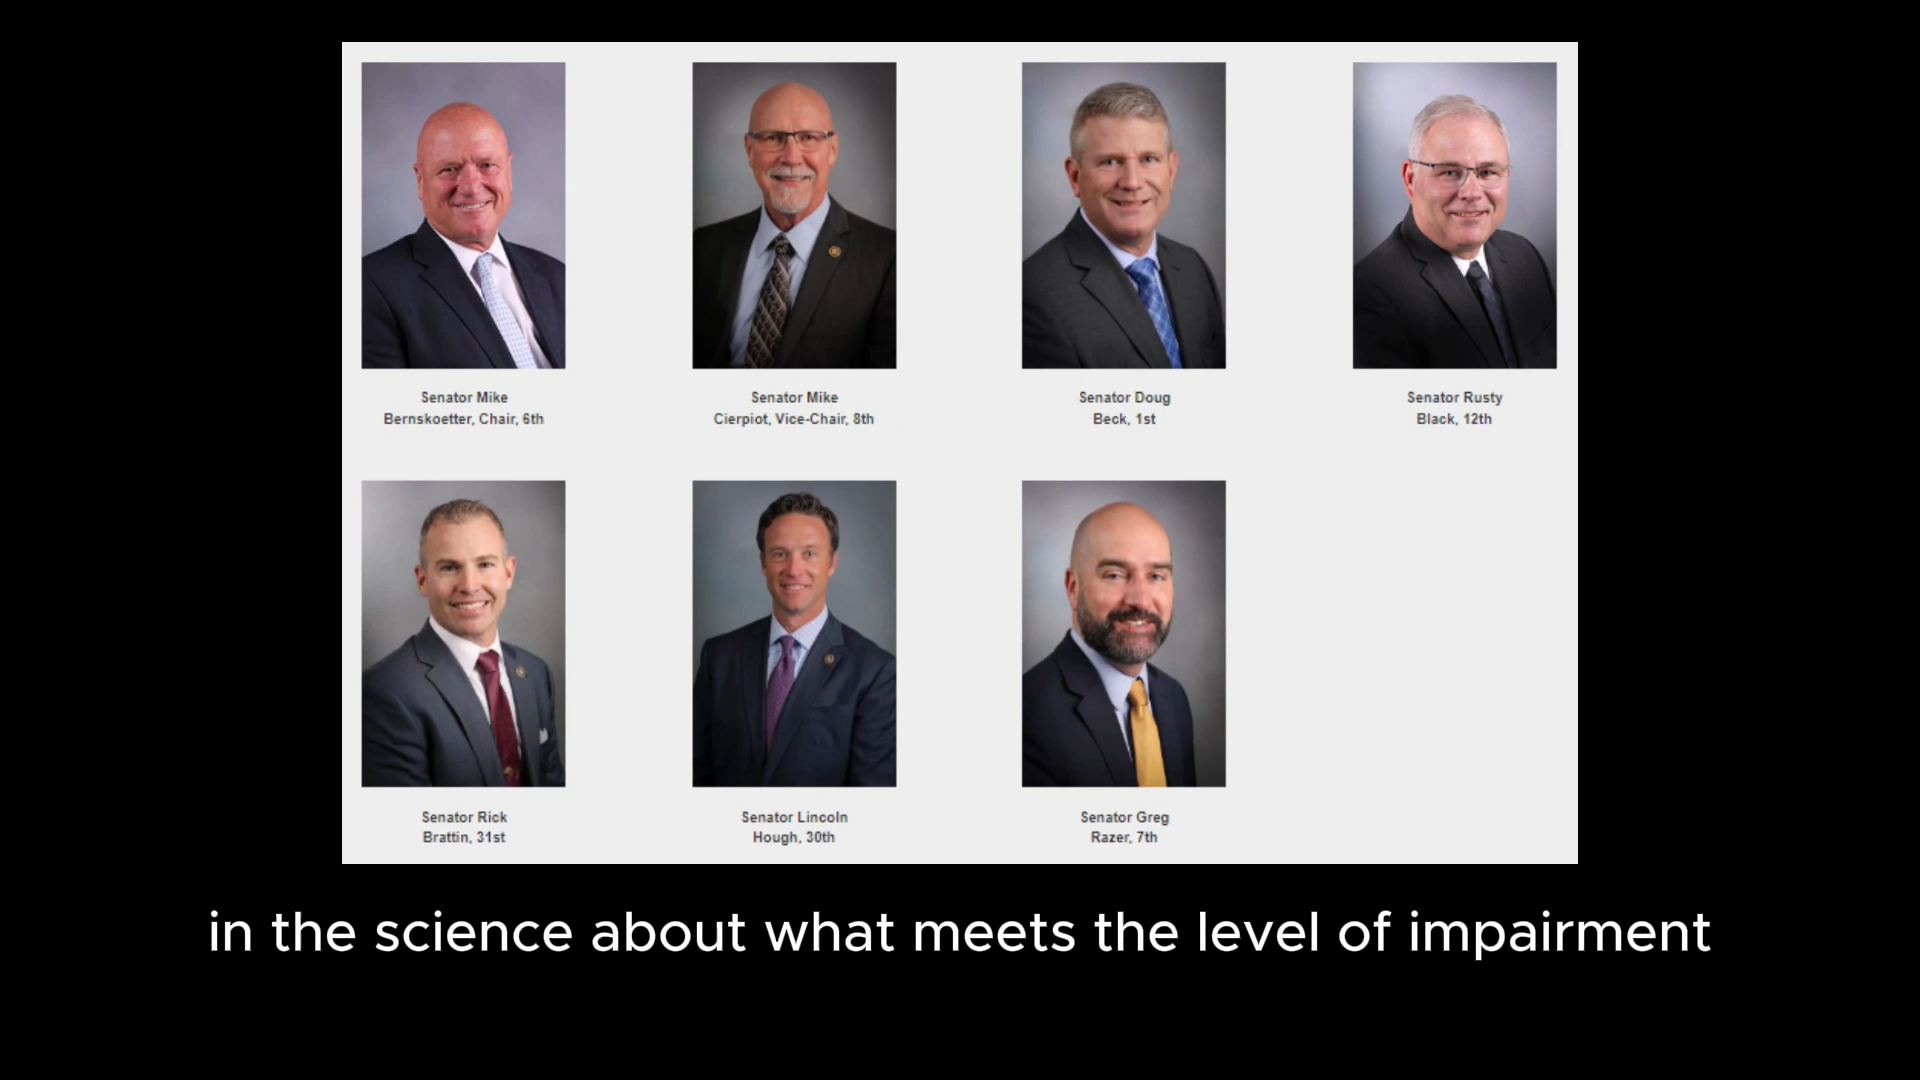 Senator Mike
Bernskoetter, Chair, 6th
Senator Mike
Cierpiot, Vice-Chair, 8th
Senator Doug
Beck, 1st
Senator Rusty
Black, 12th
Senator Rick
Brattin, 31st
Senator Lincoln
Hough, 30th
Senator Greg
Razer, 7th
in the science about what meets the level of impairment